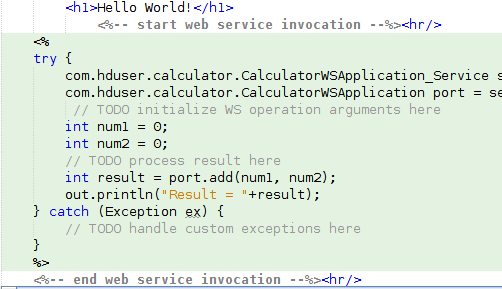 <h1>Hello World!</h1>
<%-- start web service invocation --%><hr/>
<%
try {
com.hduser.calculator.CalculatorWSApplication_Service
com.hduser.calculator.CalculatorWSApplication port =
// TODO initialize WS operation arguments here
int num1 = 0;
int num2 = 0;
// TODO process result here
int result = port.add(num1, num2);
out.println("Result = "+result);
} catch (Exception ex) {
// TODO handle custom exceptions here
}
%>
<%-- end web service invocation --%><hr/>